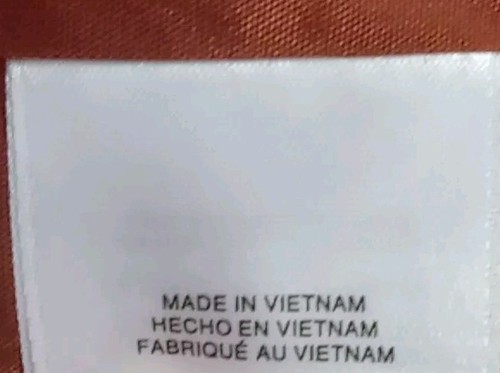 MADE IN VIETNAM
HECHO EN VIETNAM
FABRIQUÉ AU VIETNAM